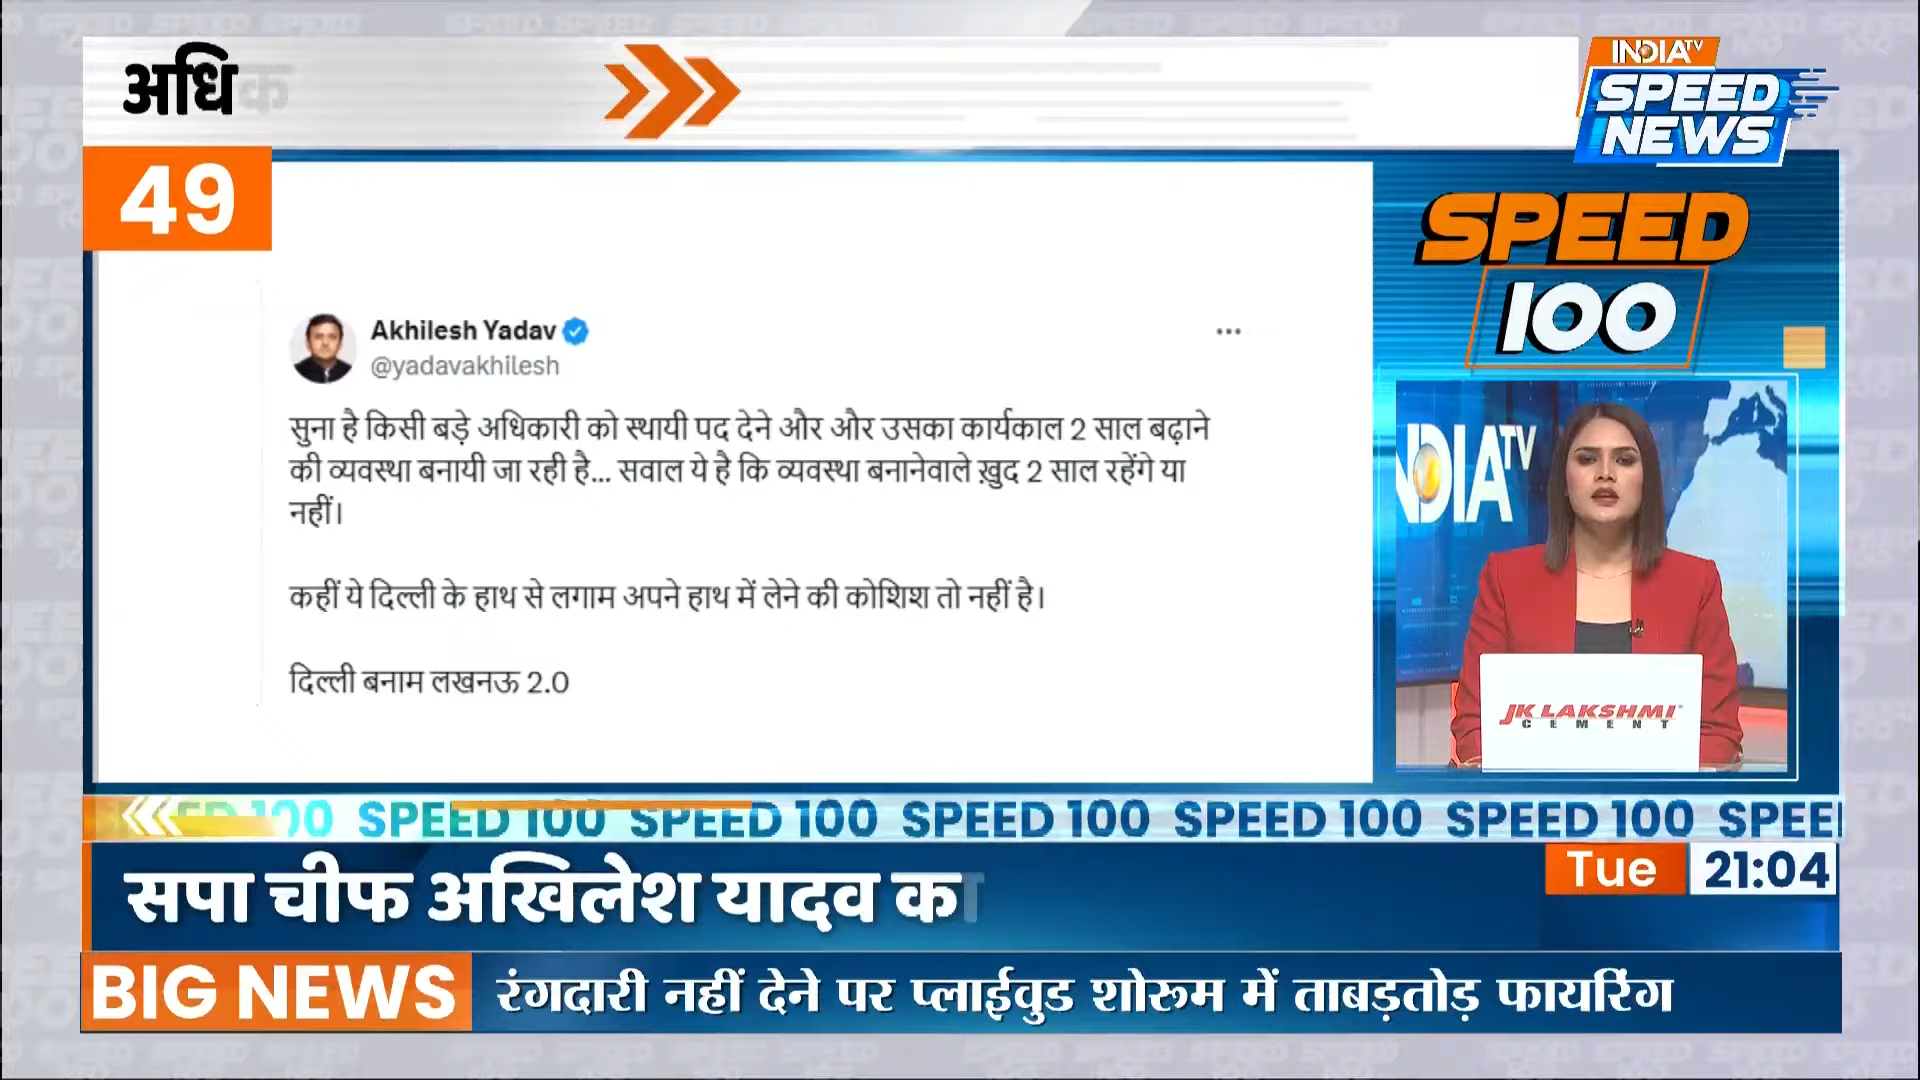 अधिक
INDIA TV
SPEED
NEWS
49
SPEED
100
Akhilesh Yadav
@yadavakhilesh
सुना है किसी बड़े अधिकारी को स्थायी पद देने और और उसका कार्यकाल 2 साल बढ़ाने
की व्यवस्था बनायी जा रही है... सवाल ये है कि व्यवस्था बनानेवाले ख़ुद 2 साल रहेंगे या
नहीं।
कहीं ये दिल्ली के हाथ से लगाम अपने हाथ में लेने की कोशिश तो नहीं है।
दिल्ली बनाम लखनऊ 2.0
NDIA TV
JK LAKSHMI
CEMENT
SPEED 100 SPEED 100 SPEED 100 SPEED 100 SPEED 100
सपा चीफ अखिलेश यादव का
Tue 21:04
BIG NEWS रंगदारी नहीं देने पर प्लाईवुड शोरूम में ताबड़तोड़ फायरिंग